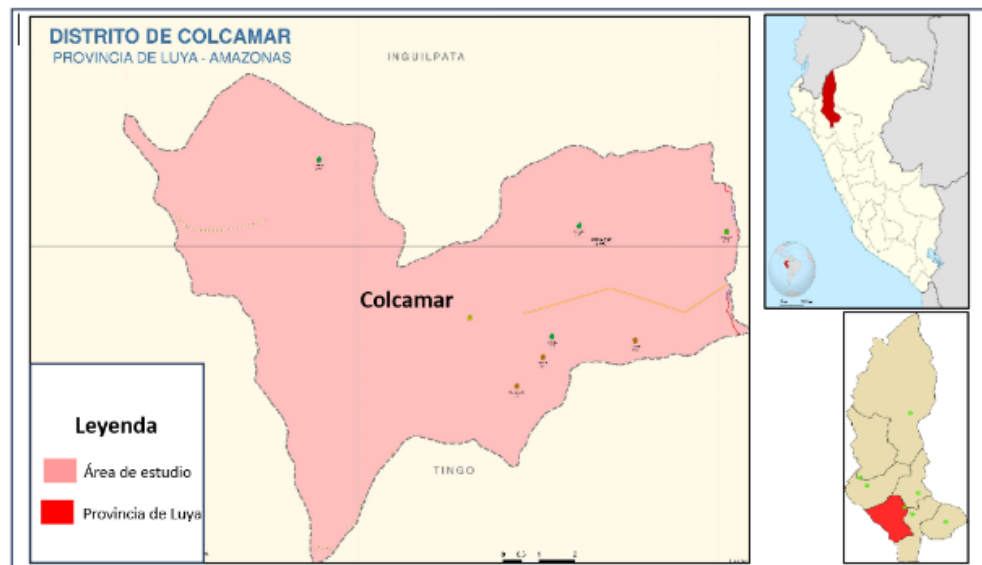 DISTRITO DE COLCAMAR
PROVINCIA DE LUYA - AMAZONAS
INGUILPATA
Colcamar
TINGO
Leyenda
Área de estudio
Provincia de Luya